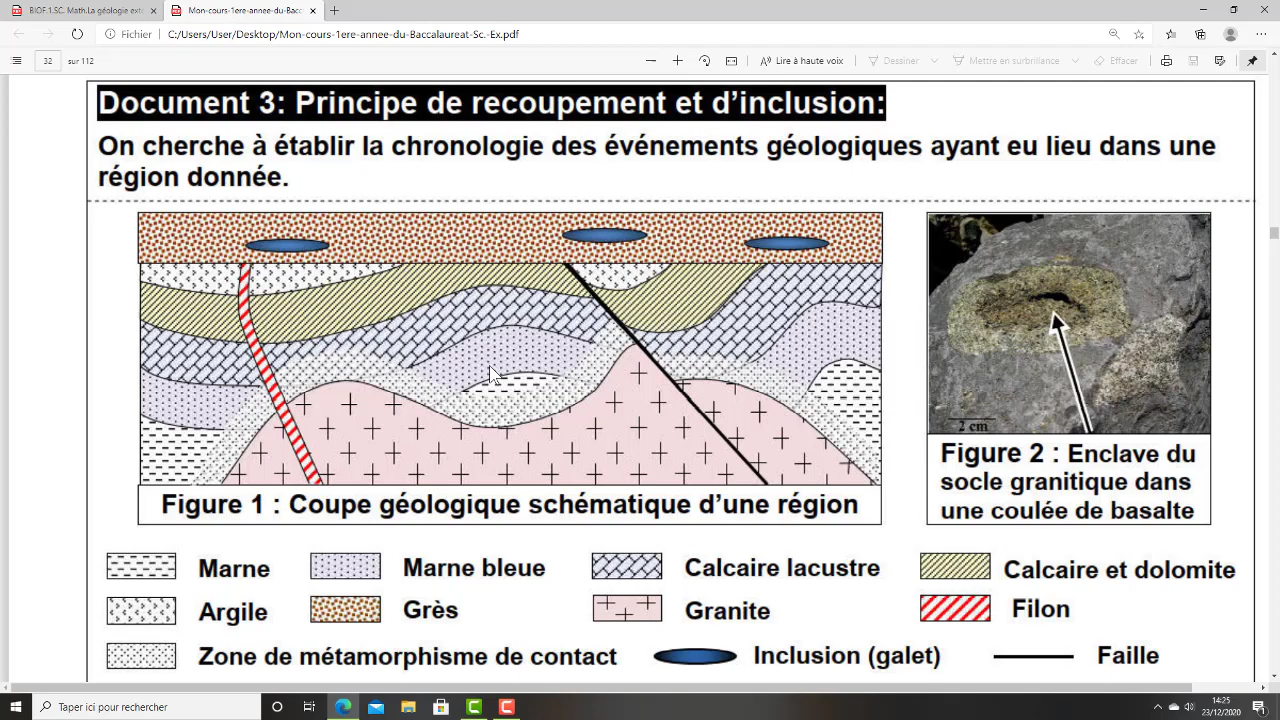 BIOF 1.SC. Math.La géologie exte
Mon-cours-1ere-annee-du-Bacca
Fichier
C:/Users/User/Desktop/Mon-cours-1ere-annee-du-Baccalaureat-Sc.-Ex.pdf
32 sur 112
Lire à haute voix
Dessiner
Mettre en surbrillance
Effacer
Document 3: Principe de recoupement et d’inclusion:
On cherche à établir la chronologie des événements géologiques ayant eu lieu dans une
région donnée.
2 cm
Figure 1 : Coupe géologique schématique d’une région
Figure 2 : Enclave du
socle granitique dans
une coulée de basalte
Marne
Marne bleue
Calcaire lacustre
Calcaire et dolomite
Argile
Grès
Granite
Filon
Zone de métamorphisme de contact
Inclusion (galet)
Faille
Taper ici pour rechercher
14:25
23/12/2020